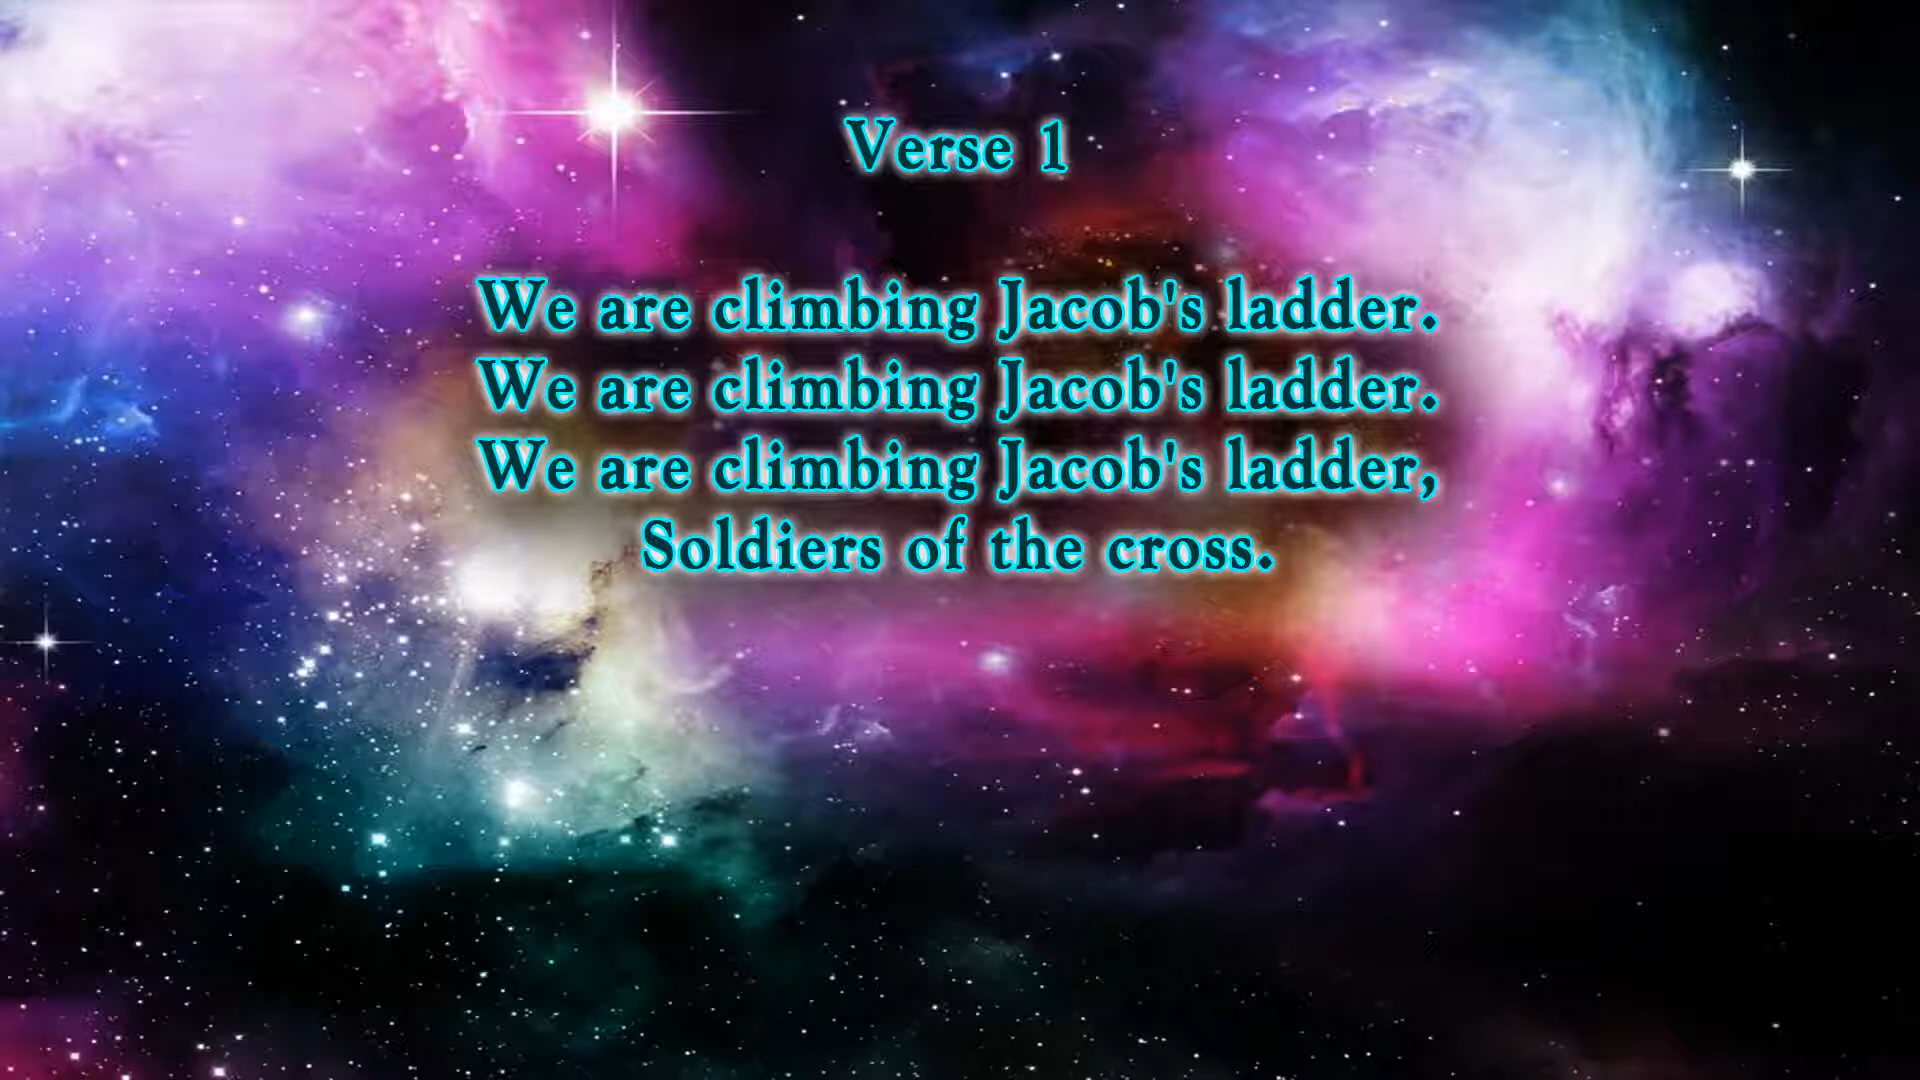 Verse 1
We are climbing Jacob's ladder.
We are climbing Jacob's ladder.
We are climbing Jacob's ladder,
Soldiers of the cross.